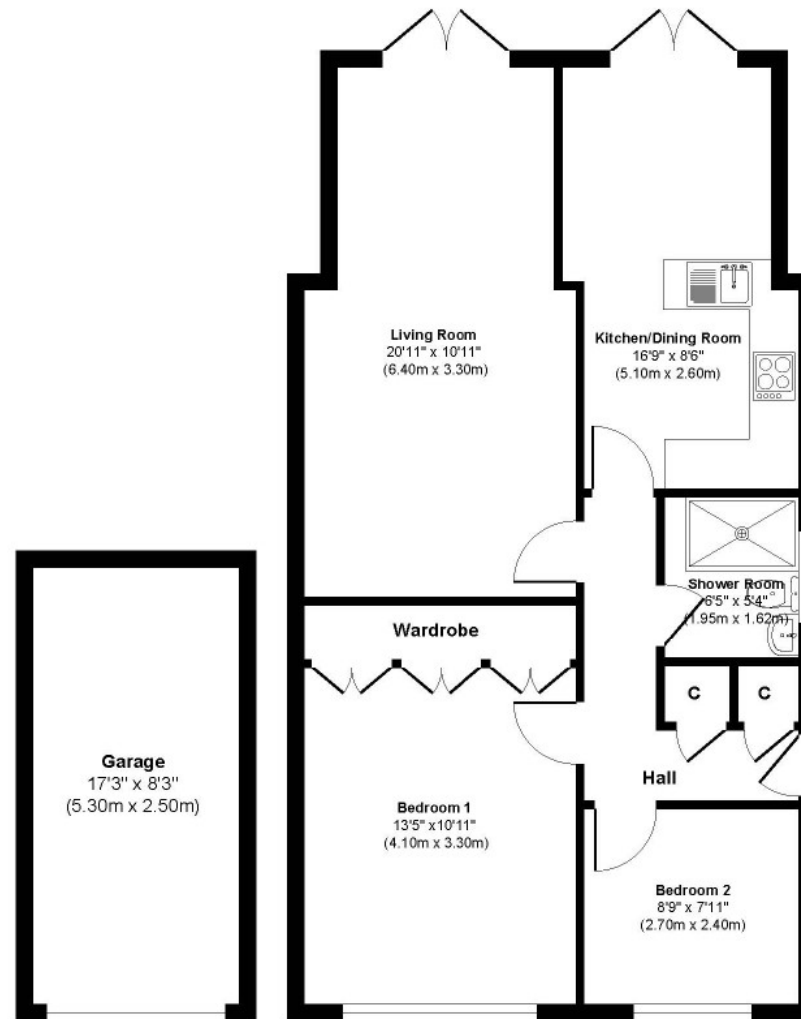 Living Room
20'11" x 10'11"
(6.40m x 3.30m)
Kitchen/Dining Room
16'9" x 8'6"
(5.10m x 2.60m)
Shower Room
6'5" x 5'4"
(1.95m x 1.62m)
Wardrobe
C
C
Hall
Garage
17'3" x 8'3"
(5.30m x 2.50m)
Bedroom 1
13'5" x10'11"
(4.10m x 3.30m)
Bedroom 2
8'9" x 7'11"
(2.70m x 2.40m)